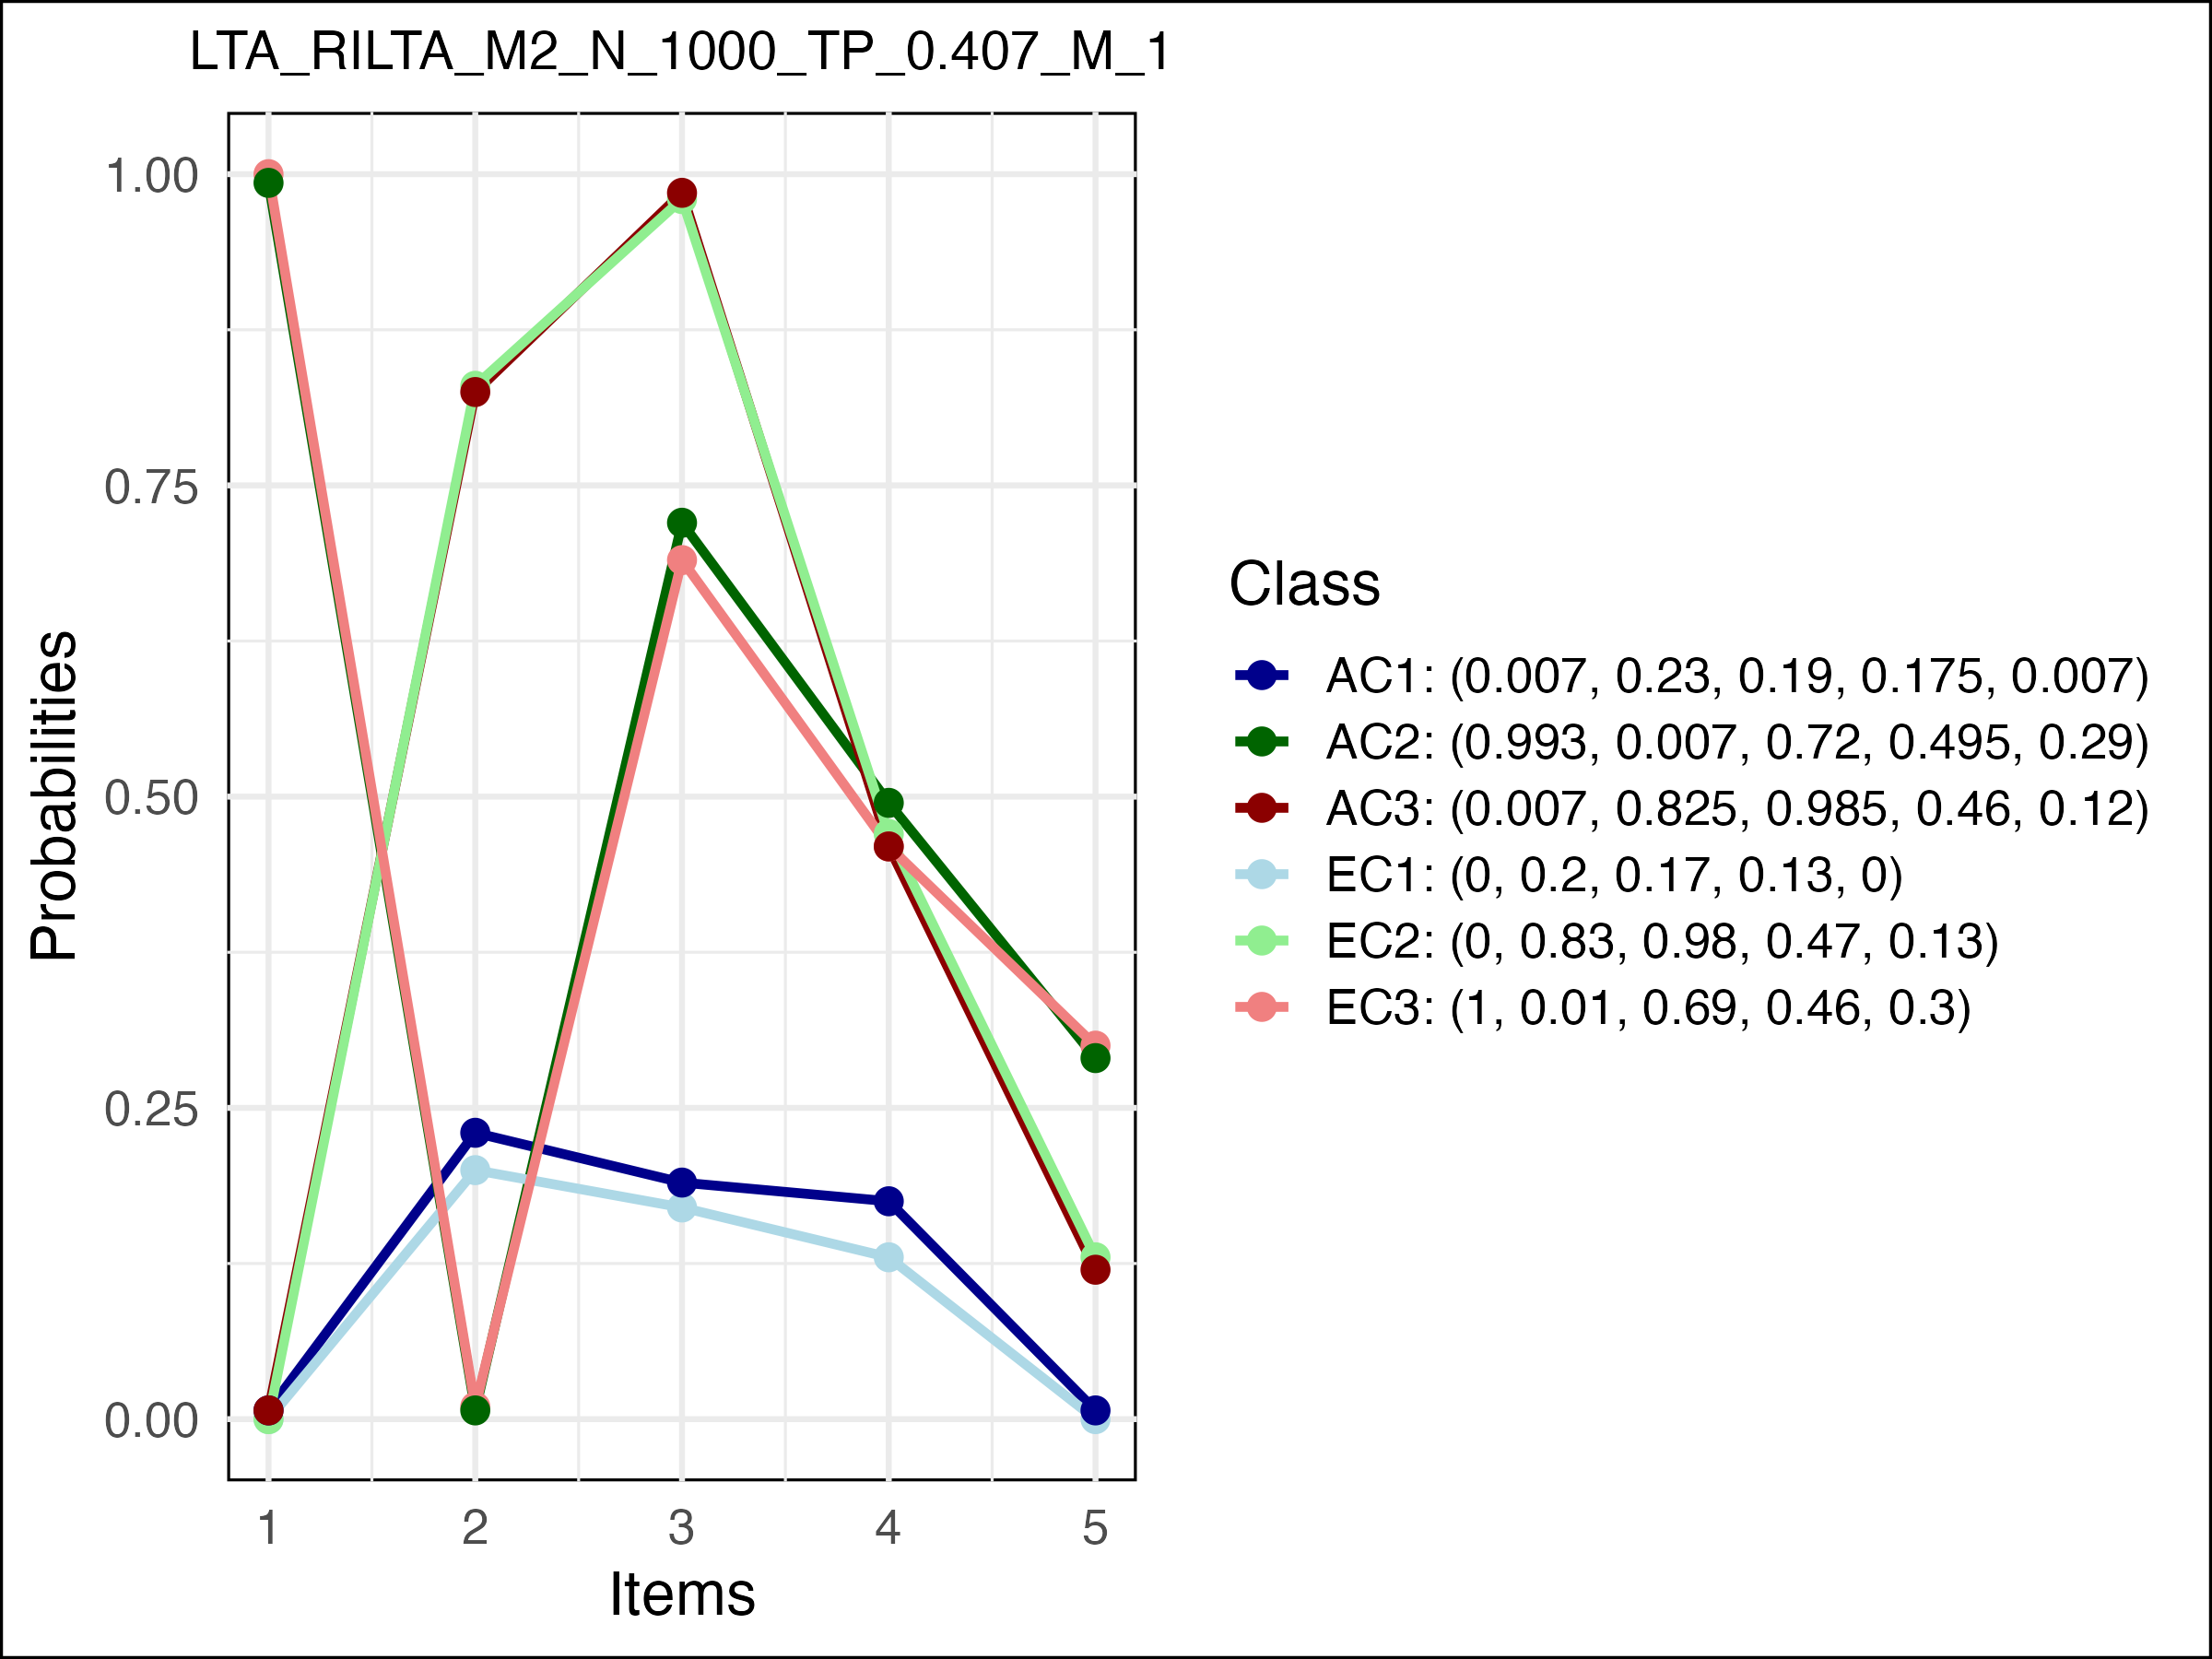 LTA_RILTA_M2_N_1000_TP_0.407_M_1
1.00
0.75
0.50
0.25
0.00
Probabilities
1 2 3 4 5
Items
Class
AC1: (0.007, 0.23, 0.19, 0.175, 0.007)
AC2: (0.993, 0.007, 0.72, 0.495, 0.29)
AC3: (0.007, 0.825, 0.985, 0.46, 0.12)
EC1: (0, 0.2, 0.17, 0.13, 0)
EC2: (0, 0.83, 0.98, 0.47, 0.13)
EC3: (1, 0.01, 0.69, 0.46, 0.3)